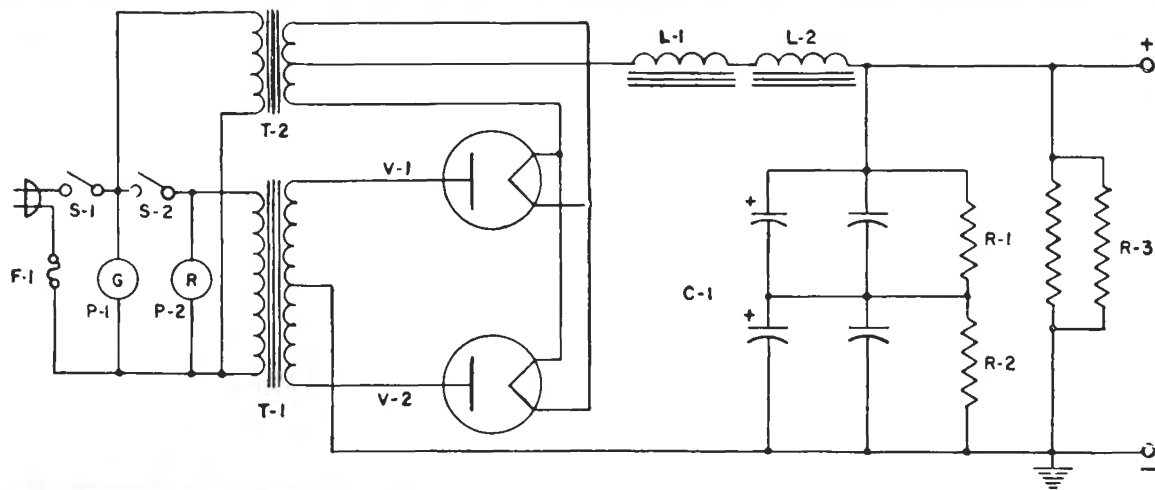 L-1
L-2
+
T-2
V-1
S-1
S-2
+
R-1
R-3
F-1
G
R
P-1
P-2
C-1
+
R-2
V-2
T-1
−